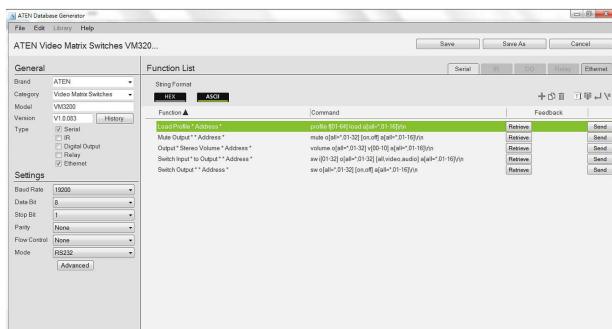 ATEN Database Generator
File Edit Library Help
ATEN Video Matrix Switches VM320...
Save Save As Cancel
General
Brand ATEN
Category Video Matrix Switches
Model VM3200
Version V1.0.083 History
Type Serial
IR
Digital Output
Relay
Ethernet
Settings
Baud Rate 19200
Data Bit 8
Stop Bit 1
Parity None
Flow Control None
Mode RS232
Advanced
Function List
Serial IR DO Relay Ethernet
String Format
HEX ASCII
Function Command Feedback
Load Profile * Address * profile f[01-64] load a[all=*,01-16]\r\n Retrieve Send
Mute Output * * Address * mute o[all=*,01-32] [on,off] a[all=*,01-16]\r\n Retrieve Send
Output * Stereo Volume * Address * volume o[all=*,01-32] v[00-10] a[all=*,01-16]\r\n Retrieve Send
Switch Input * to Output * * Address * sw i[01-32] o[all=*,01-32] [all,video,audio] a[all=*,01-16]\r\n Retrieve Send
Switch Output * * Address * sw o[all=*,01-32] [on,off] a[all=*,01-16]\r\n Retrieve Send